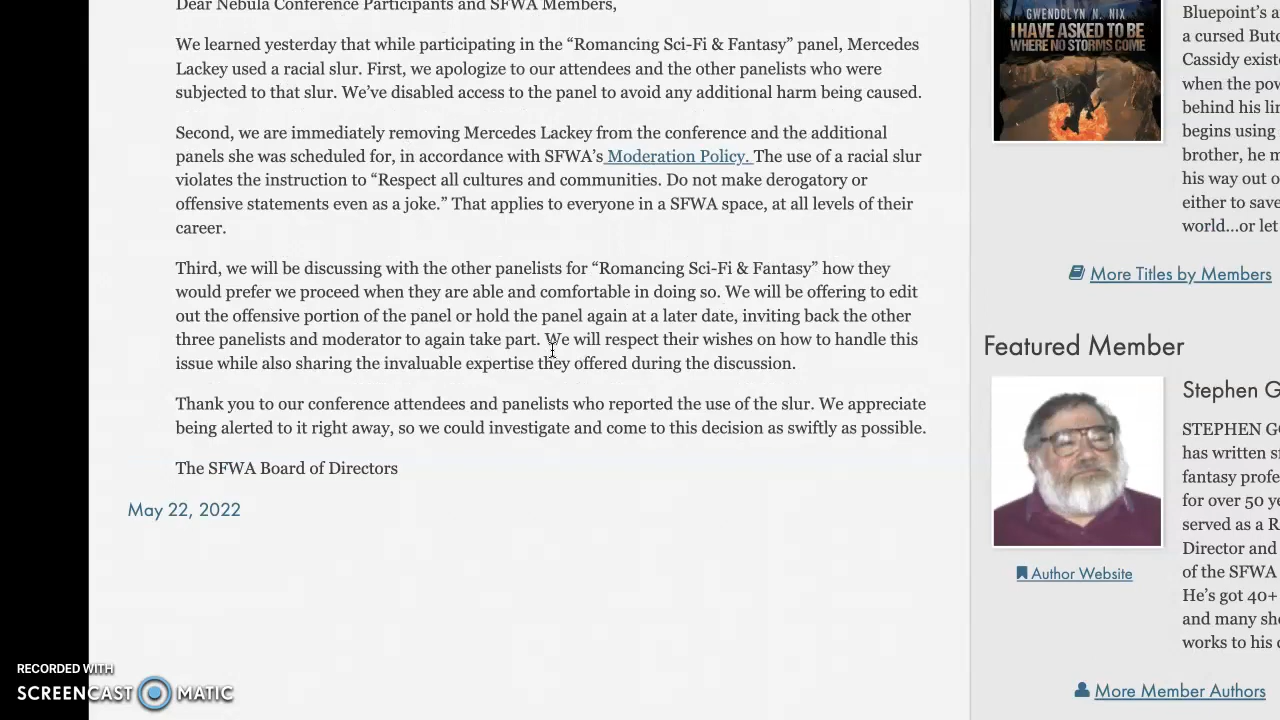 Dear Nebula Conference Participants and SFWA Members,
We learned yesterday that while participating in the “Romancing Sci-Fi & Fantasy” panel, Mercedes
Lackey used a racial slur. First, we apologize to our attendees and the other panelists who were
subjected to that slur. We’ve disabled access to the panel to avoid any additional harm being caused.
Second, we are immediately removing Mercedes Lackey from the conference and the additional
panels she was scheduled for, in accordance with SFWA’s Moderation Policy. The use of a racial slur
violates the instruction to “Respect all cultures and communities. Do not make derogatory or
offensive statements even as a joke.” That applies to everyone in a SFWA space, at all levels of their
career.
Third, we will be discussing with the other panelists for “Romancing Sci-Fi & Fantasy” how they
would prefer we proceed when they are able and comfortable in doing so. We will be offering to edit
out the offensive portion of the panel or hold the panel again at a later date, inviting back the other
three panelists and moderator to again take part. We will respect their wishes on how to handle this
issue while also sharing the invaluable expertise they offered during the discussion.
Thank you to our conference attendees and panelists who reported the use of the slur. We appreciate
being alerted to it right away, so we could investigate and come to this decision as swiftly as possible.
The SFWA Board of Directors
May 22, 2022
GWENDOLYN N. NIX
I HAVE ASKED TO BE
WHERE NO STORMS COME
Bluepoint’s a
a cursed Butc
Cassidy existe
when the pow
behind his lin
begins using
brother, he m
his way out o
either to save
world...or let
More Titles by Members
Featured Member
Stephen G
STEPHEN GO
has written s
fantasy profe
for over 50 ye
served as a R
Director and
of the SFWA
He’s got 40+
and many sho
works to his c
Author Website
More Member Authors
RECORDED WITH
SCREENCAST MATIC